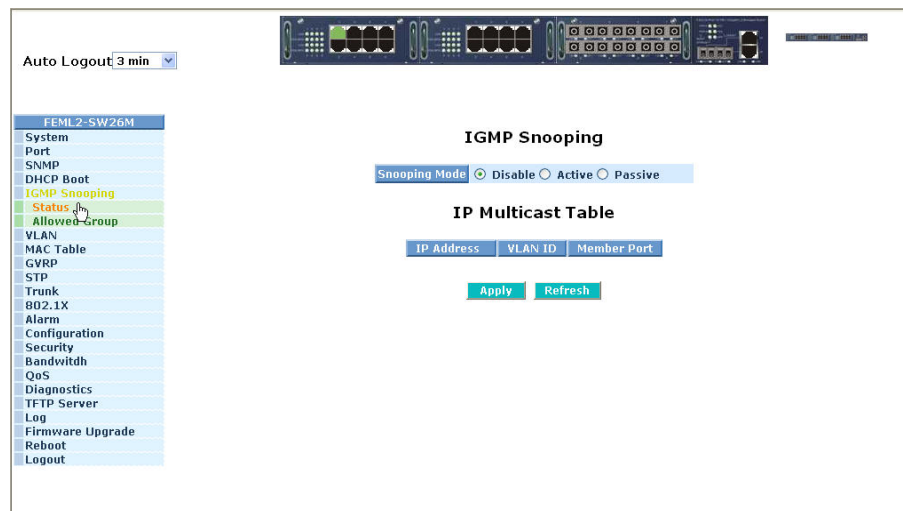 Auto Logout 3 min
FEML2-SW26M
System
Port
SNMP
DHCP Boot
IGMP Snooping
Status
Allowed Group
VLAN
MAC Table
GVRP
STP
Trunk
802.1X
Alarm
Configuration
Security
Bandwitdh
QoS
Diagnostics
TFTP Server
Log
Firmware Upgrade
Reboot
Logout
IGMP Snooping
Snooping Mode Disable Active Passive
IP Multicast Table
IP Address VLAN ID Member Port
Apply Refresh